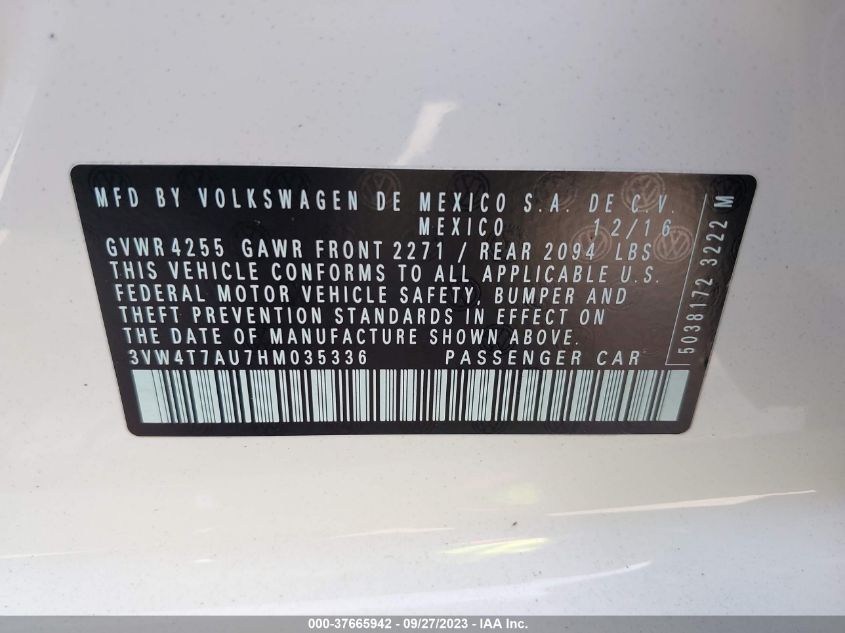 MFD BY VOLKSWAGEN DE MEXICO S.A. DE C.V.
MEXICO 12/16
GVWR 4255 GAWR FRONT 2271 / REAR 2094 LBS
THIS VEHICLE CONFORMS TO ALL APPLICABLE U.S.
FEDERAL MOTOR VEHICLE SAFETY, BUMPER AND
THEFT PREVENTION STANDARDS IN EFFECT ON
THE DATE OF MANUFACTURE SHOWN ABOVE.
3VW4T7AU7HM035336 PASSENGER CAR
5038172 3222 M
000-37665942 - 09/27/2023 - IAA Inc.